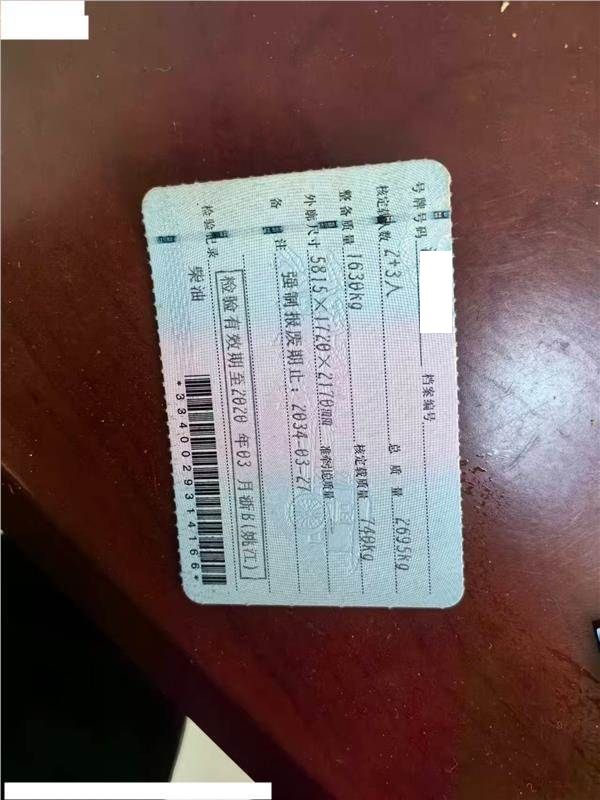 号牌号码 档案编号
核定载人数 2+3人 总质量 2695kg
整备质量 1630kg 核定载质量 740kg
外廓尺寸 5815×1720×2170mm 准牵引总质量
备注 强制报废期止：2034-03-27
检验有效期至2020年03月浙B(甬江)
检验记录
柴油
*3340029314166*